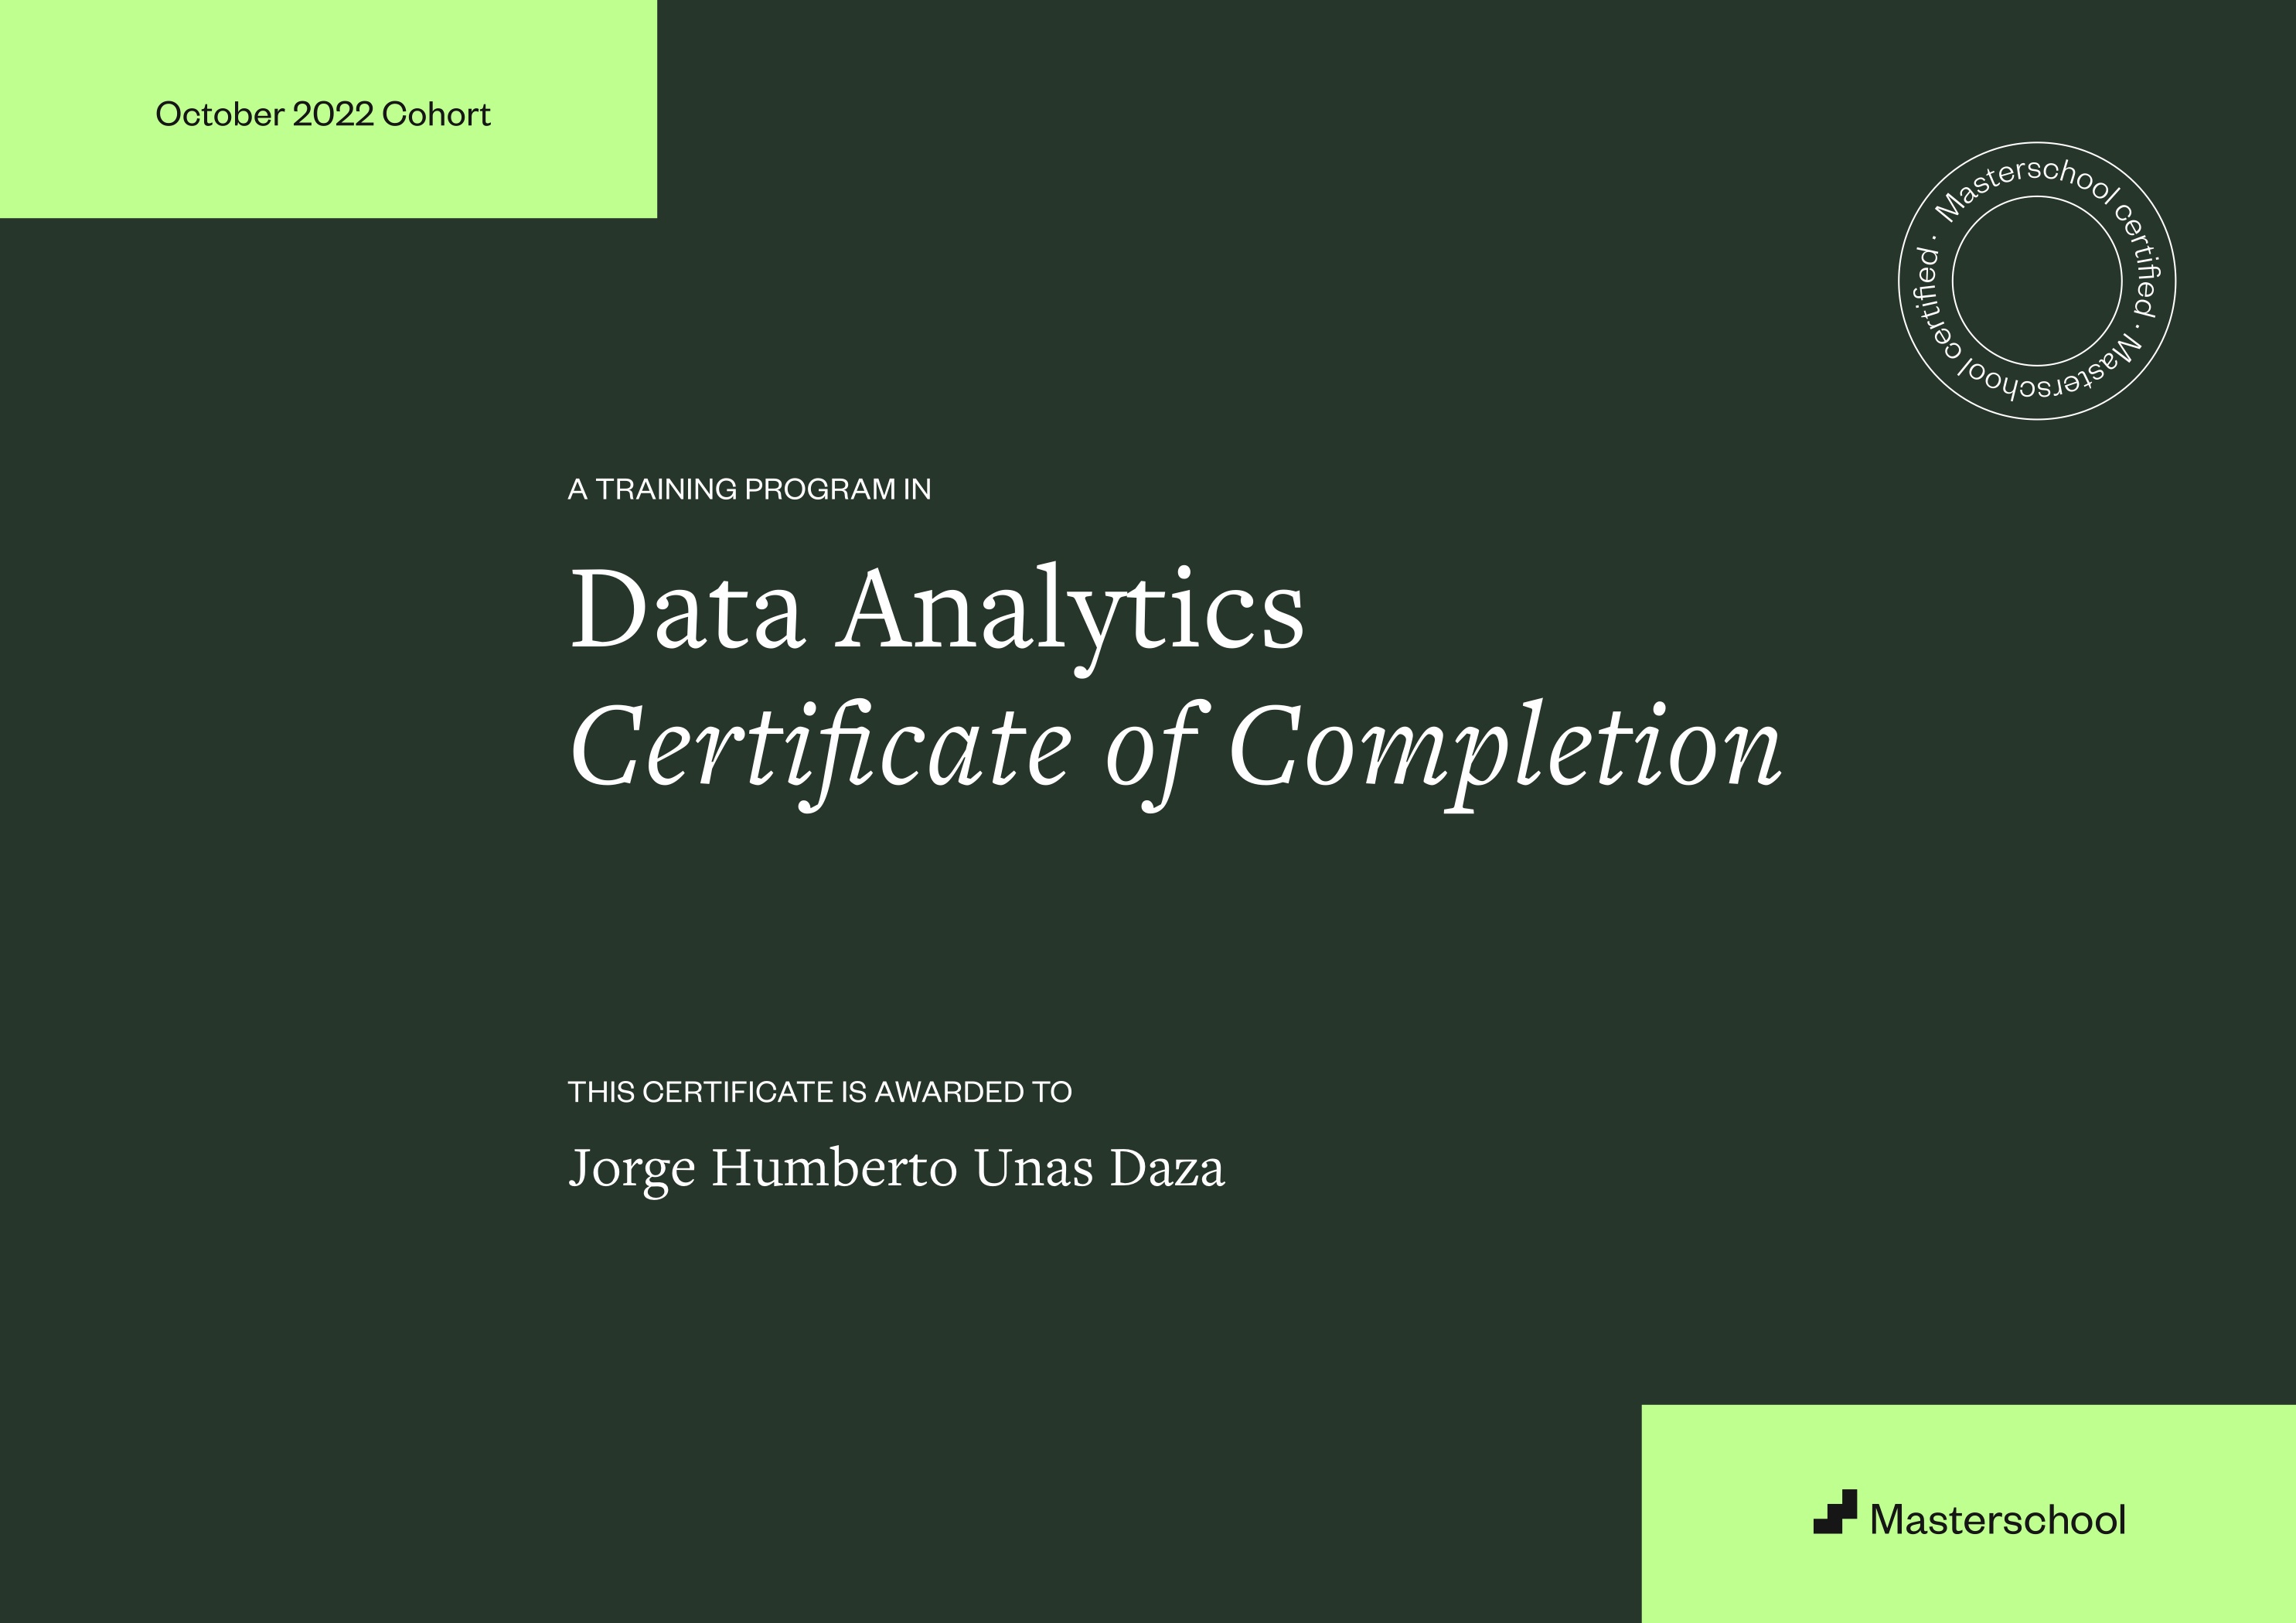 October 2022 Cohort
Masterschool certified · Masterschool certified ·
A TRAINING PROGRAM IN
Data Analytics
Certificate of Completion
THIS CERTIFICATE IS AWARDED TO
Jorge Humberto Unas Daza
Masterschool